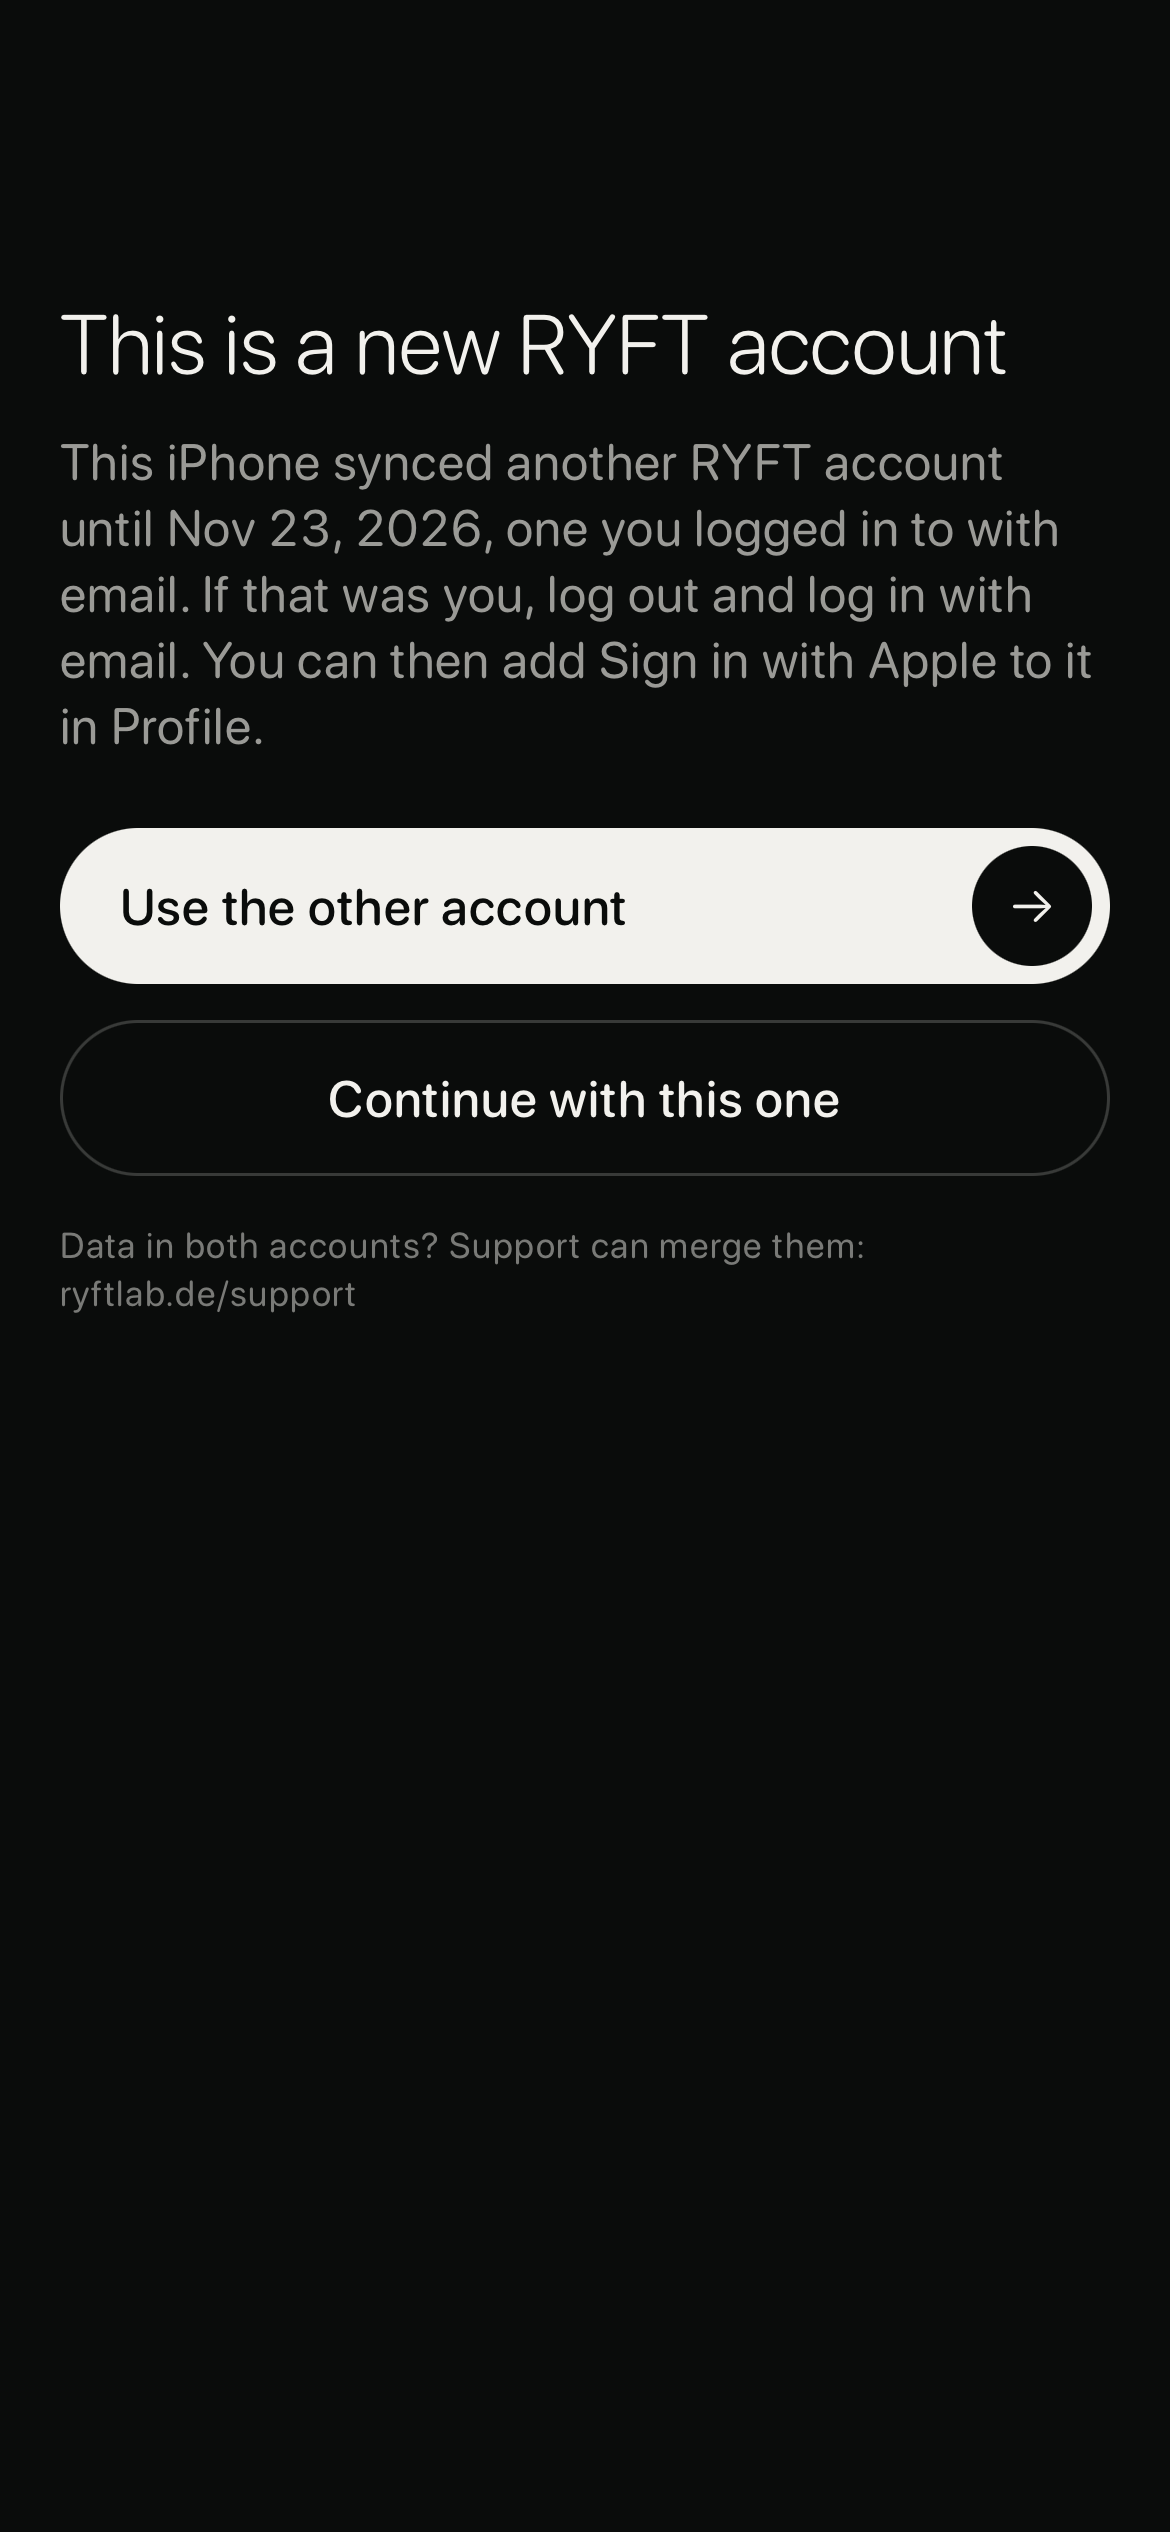 This is a new RYFT account
This iPhone synced another RYFT account
until Nov 23, 2026, one you logged in to with
email. If that was you, log out and log in with
email. You can then add Sign in with Apple to it
in Profile.
Use the other account
Continue with this one
Data in both accounts? Support can merge them:
ryftlab.de/support